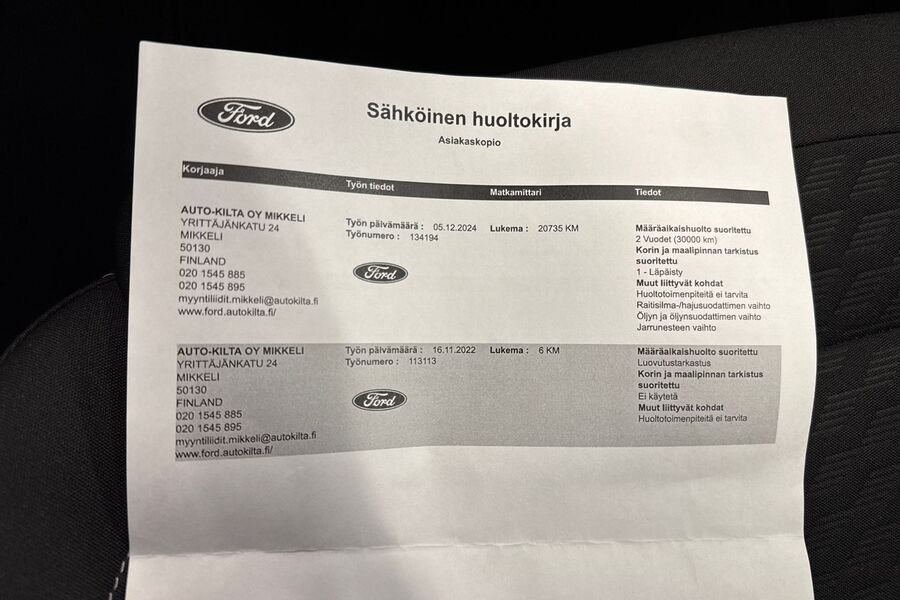 Ford
Sähköinen huoltokirja
Asiakaskopio
Korjaaja
Työn tiedot
Matkamittari
Tiedot
AUTO-KILTA OY MIKKELI
YRITTÄJÄNKATU 24
MIKKELI
50130
FINLAND
020 1545 885
020 1545 895
myyntiliidit.mikkeli@autokilta.fi
www.ford.autokilta.fi/
Työn päivämäärä : 05.12.2024
Työnumero : 134194
Ford
Lukema : 20735 KM
Määräaikaishuolto suoritettu
2 Vuodet (30000 km)
Korin ja maalipinnan tarkistus
suoritettu
1 - Läpäisty
Muut liittyvät kohdat
Huoltotoimenpiteitä ei tarvita
Raitisilma-/hajusuodattimen vaihto
Öljyn ja öljynsuodattimen vaihto
Jarrunesteen vaihto
AUTO-KILTA OY MIKKELI
YRITTÄJÄNKATU 24
MIKKELI
50130
FINLAND
020 1545 885
020 1545 895
myyntiliidit.mikkeli@autokilta.fi
www.ford.autokilta.fi/
Työn päivämäärä : 16.11.2022
Työnumero : 113113
Ford
Lukema : 6 KM
Määräaikaishuolto suoritettu
Luovutustarkastus
Korin ja maalipinnan tarkistus
suoritettu
Ei käytetä
Muut liittyvät kohdat
Huoltotoimenpiteitä ei tarvita